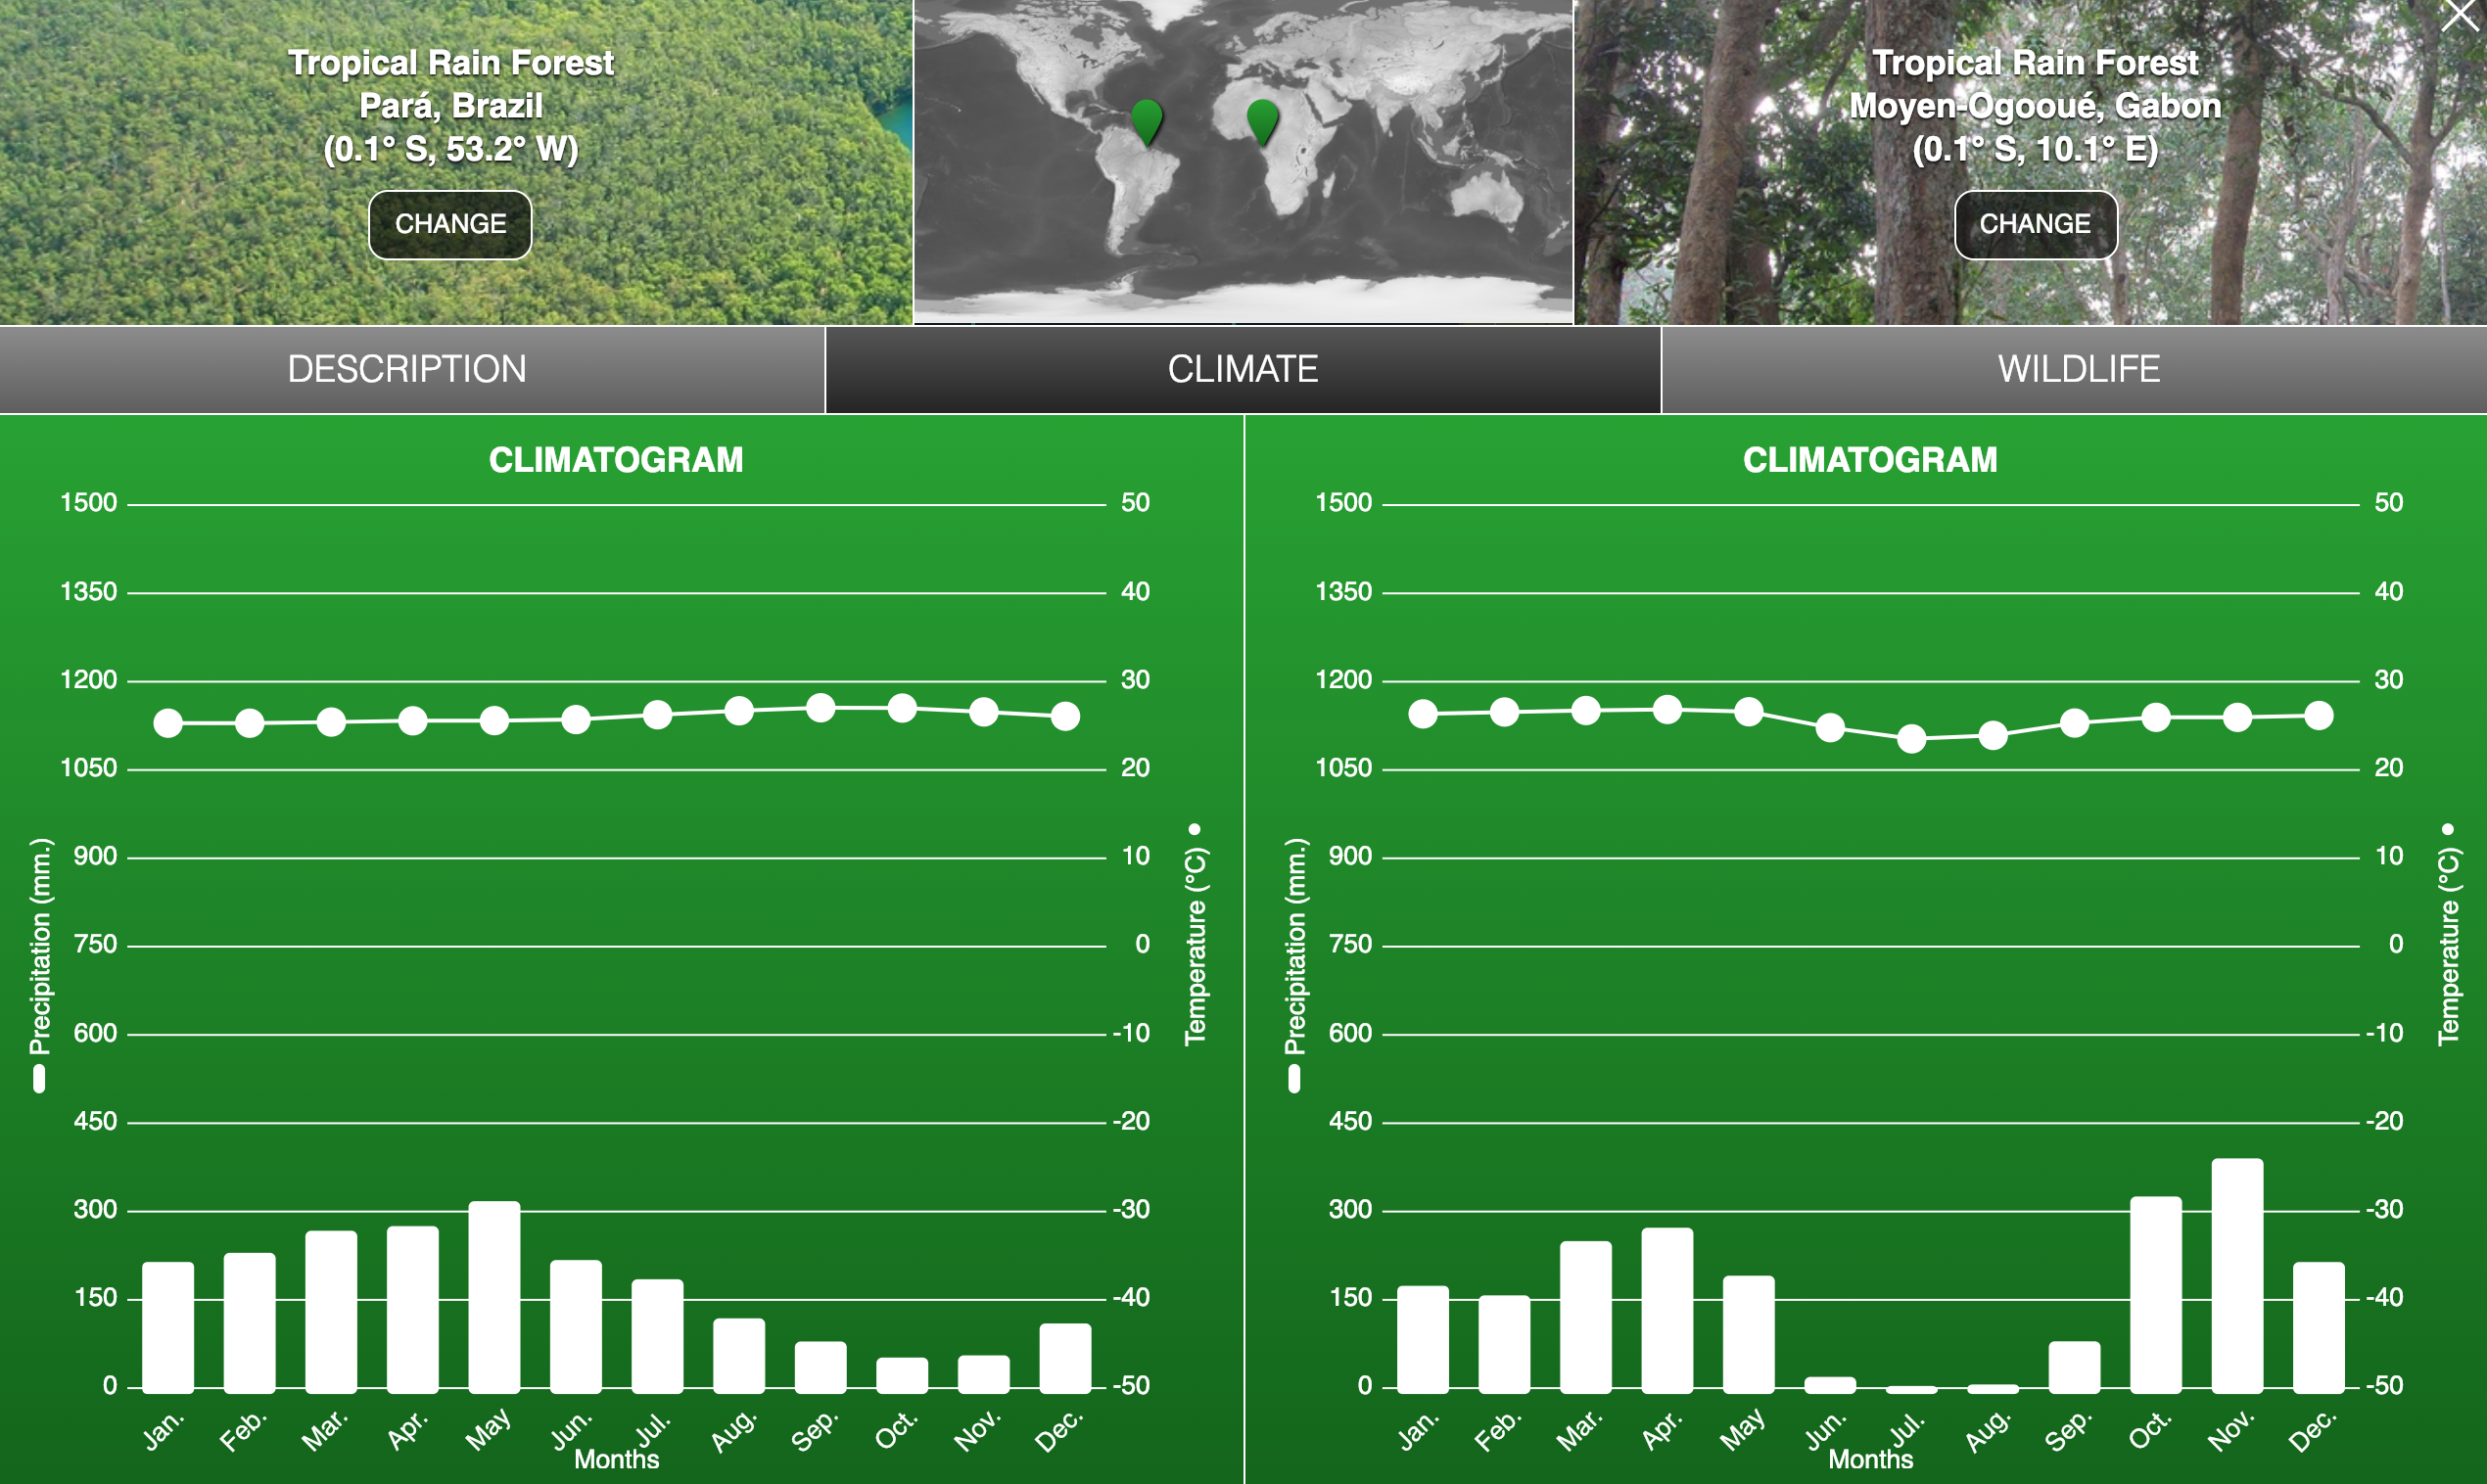 Tropical Rain Forest
Pará, Brazil
(0.1° S, 53.2° W)
CHANGE
Tropical Rain Forest
Moyen-Ogooué, Gabon
(0.1° S, 10.1° E)
CHANGE
DESCRIPTION
CLIMATE
WILDLIFE
CLIMATOGRAM
1500
50
1350
40
1200
30
1050
20
900
10
750
0
600
-10
450
-20
300
-30
150
-40
0
-50
Precipitation (mm.)
Temperature (°C)
Jan.
Feb.
Mar.
Apr.
May
Jun.
Jul.
Aug.
Sep.
Oct.
Nov.
Dec.
Months
CLIMATOGRAM
1500
50
1350
40
1200
30
1050
20
900
10
750
0
600
-10
450
-20
300
-30
150
-40
0
-50
Precipitation (mm.)
Temperature (°C)
Jan.
Feb.
Mar.
Apr.
May
Jun.
Jul.
Aug.
Sep.
Oct.
Nov.
Dec.
Months